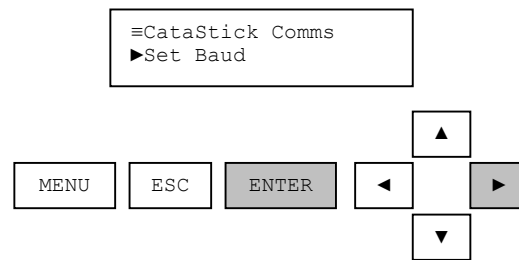 ≡CataStick Comms
►Set Baud
▲
MENU ESC ENTER ◄ ►
▼